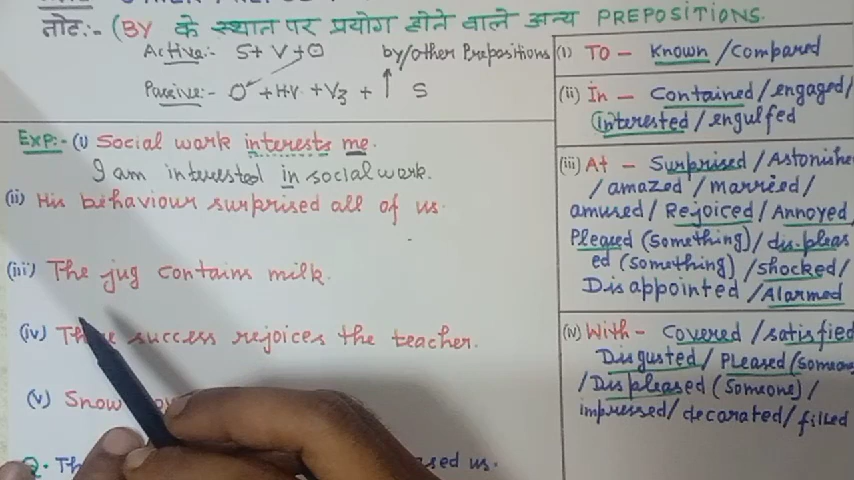 नोट:- (BY के स्थान पर प्रयोग होने वाले अन्य PREPOSITIONS.
Active:- S+ V+O by/other Prepositions
Passive:- O + H.V + V3 + ↑ S
Exp:- (i) Social work interests me.
I am interested in social work.
(ii) His behaviour surprised all of us.
(iii) The jug contains milk.
(iv) success rejoices the teacher.
(v) Snow
Q. Th sed us.
(i) TO - Known /Compared
(ii) In - Contained/engaged/
interested/engulfed
(iii) At - Surprised/Astonishe
/amazed/married/
amused/Rejoiced/Annoyed,
Pleased (Something)/displeas
ed (something)/shocked/
Disappointed/Alarmed
(iv) With - Covered/satisfied
Disgusted/Pleased (Someone
/Displeased (Someone)/
impressed/decarated/filled